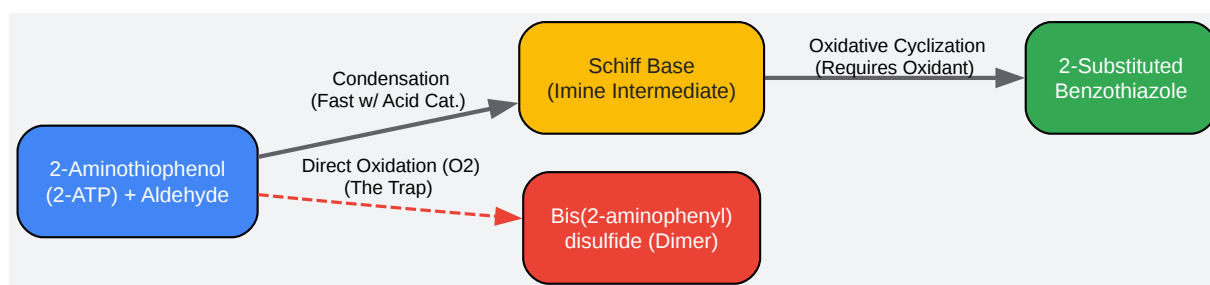 2-Aminothiophenol
(2-ATP) + Aldehyde
Condensation
(Fast w/ Acid Cat.)
Direct Oxidation (O2)
(The Trap)
Schiff Base
(Imine Intermediate)
Bis(2-aminophenyl)
disulfide (Dimer)
Oxidative Cyclization
(Requires Oxidant)
2-Substituted
Benzothiazole